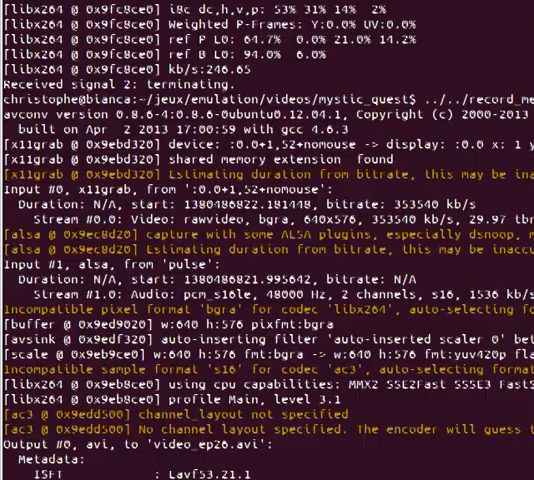 [libx264 @ 0x9fc8ce0] i8c dc,h,v,p: 53% 31% 14%  2%
[libx264 @ 0x9fc8ce0] Weighted P-Frames: Y:0.0% UV:0.0%
[libx264 @ 0x9fc8ce0] ref P L0: 64.7%  0.0% 21.0% 14.2%
[libx264 @ 0x9fc8ce0] ref B L0: 94.0%  6.0%
[libx264 @ 0x9fc8ce0] kb/s:246.65
Received signal 2: terminating.
christophe@bianca:~/jeux/emulation/videos/mystic_quest$ ../../record_me
avconv version 0.8.6-4:0.8.6-0ubuntu0.12.04.1, Copyright (c) 2000-2013
  built on Apr  2 2013 17:00:59 with gcc 4.6.3
[x11grab @ 0x9ebd320] device: :0.0+1,52+nomouse -> display: :0.0 x: 1 y
[x11grab @ 0x9ebd320] shared memory extension  found
[x11grab @ 0x9ebd320] Estimating duration from bitrate, this may be ina
Input #0, x11grab, from ':0.0+1,52+nomouse':
  Duration: N/A, start: 1380486822.181448, bitrate: 353540 kb/s
    Stream #0.0: Video: rawvideo, bgra, 640x576, 353540 kb/s, 29.97 tbr
[alsa @ 0x9ec8d20] capture with some ALSA plugins, especially dsnoop, m
[alsa @ 0x9ec8d20] Estimating duration from bitrate, this may be inaccu
Input #1, alsa, from 'pulse':
  Duration: N/A, start: 1380486821.995642, bitrate: N/A
    Stream #1.0: Audio: pcm_s16le, 48000 Hz, 2 channels, s16, 1536 kb/s
Incompatible pixel format 'bgra' for codec 'libx264', auto-selecting fo
[buffer @ 0x9ed9020] w:640 h:576 pixfmt:bgra
[avsink @ 0x9edf320] auto-inserting filter 'auto-inserted scaler 0' bet
[scale @ 0x9eb9ce0] w:640 h:576 fmt:bgra -> w:640 h:576 fmt:yuv420p fla
Incompatible sample format 's16' for codec 'ac3', auto-selecting format
[libx264 @ 0x9eb8ce0] using cpu capabilities: MMX2 SSE2Fast SSSE3 FastS
[libx264 @ 0x9eb8ce0] profile Main, level 3.1
[ac3 @ 0x9edd500] channel_layout not specified
[ac3 @ 0x9edd500] No channel layout specified. The encoder will guess t
Output #0, avi, to 'video_ep26.avi':
  Metadata:
    ISFT            : Lavf53.21.1